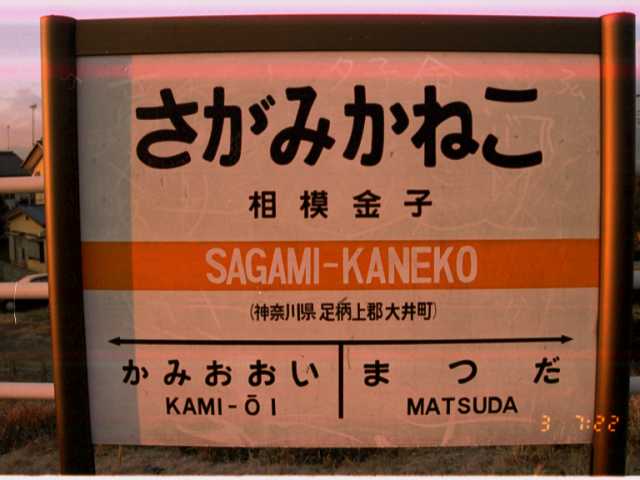 さがみかねこ
相模金子
SAGAMI-KANEKO
(神奈川県足柄上郡大井町)
かみおおい まつだ
KAMI-ŌI MATSUDA
3 7:22